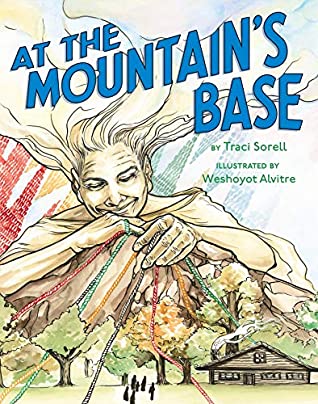 AT THE
MOUNTAIN'S
BASE
BY Traci Sorell
ILLUSTRATED BY
Weshoyot Alvitre